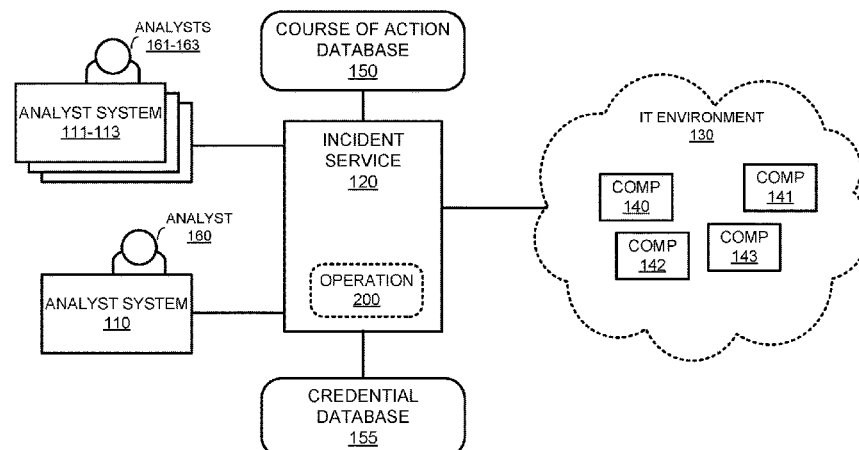 ANALYSTS
161-163
ANALYST SYSTEM
111-113
ANALYST
160
ANALYST SYSTEM
110
COURSE OF ACTION
DATABASE
150
INCIDENT
SERVICE
120
OPERATION
200
CREDENTIAL
DATABASE
155
IT ENVIRONMENT
130
COMP
140
COMP
141
COMP
142
COMP
143